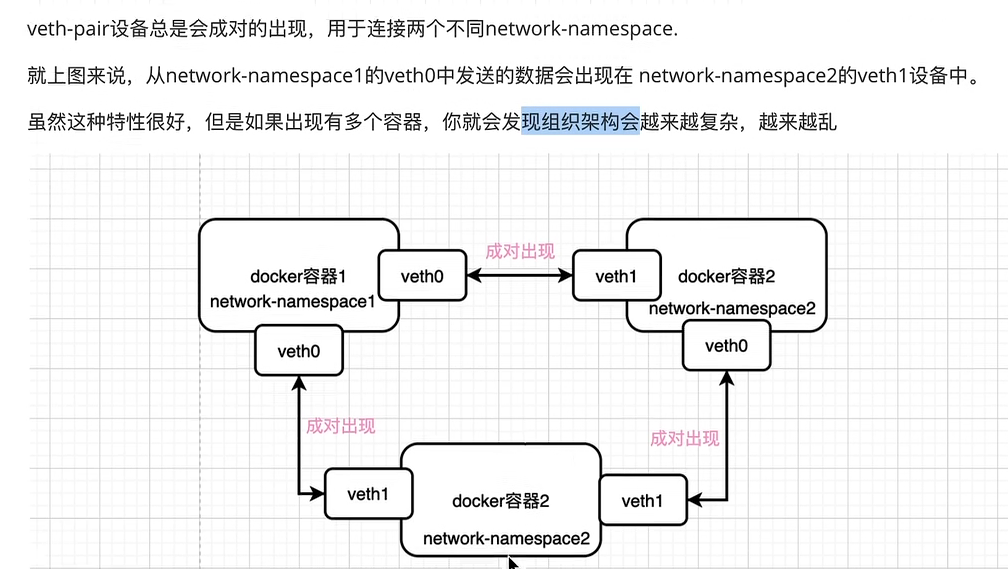 veth-pair设备总是会成对的出现，用于连接两个不同network-namespace.
就上图来说，从network-namespace1的veth0中发送的数据会出现在 network-namespace2的veth1设备中。
虽然这种特性很好，但是如果出现有多个容器，你就会发现组织架构会越来越复杂，越来越乱
成对出现
docker容器1
veth0
veth1
docker容器2
network-namespace1
network-namespace2
veth0
veth0
成对出现
成对出现
veth1
docker容器2
veth1
network-namespace2